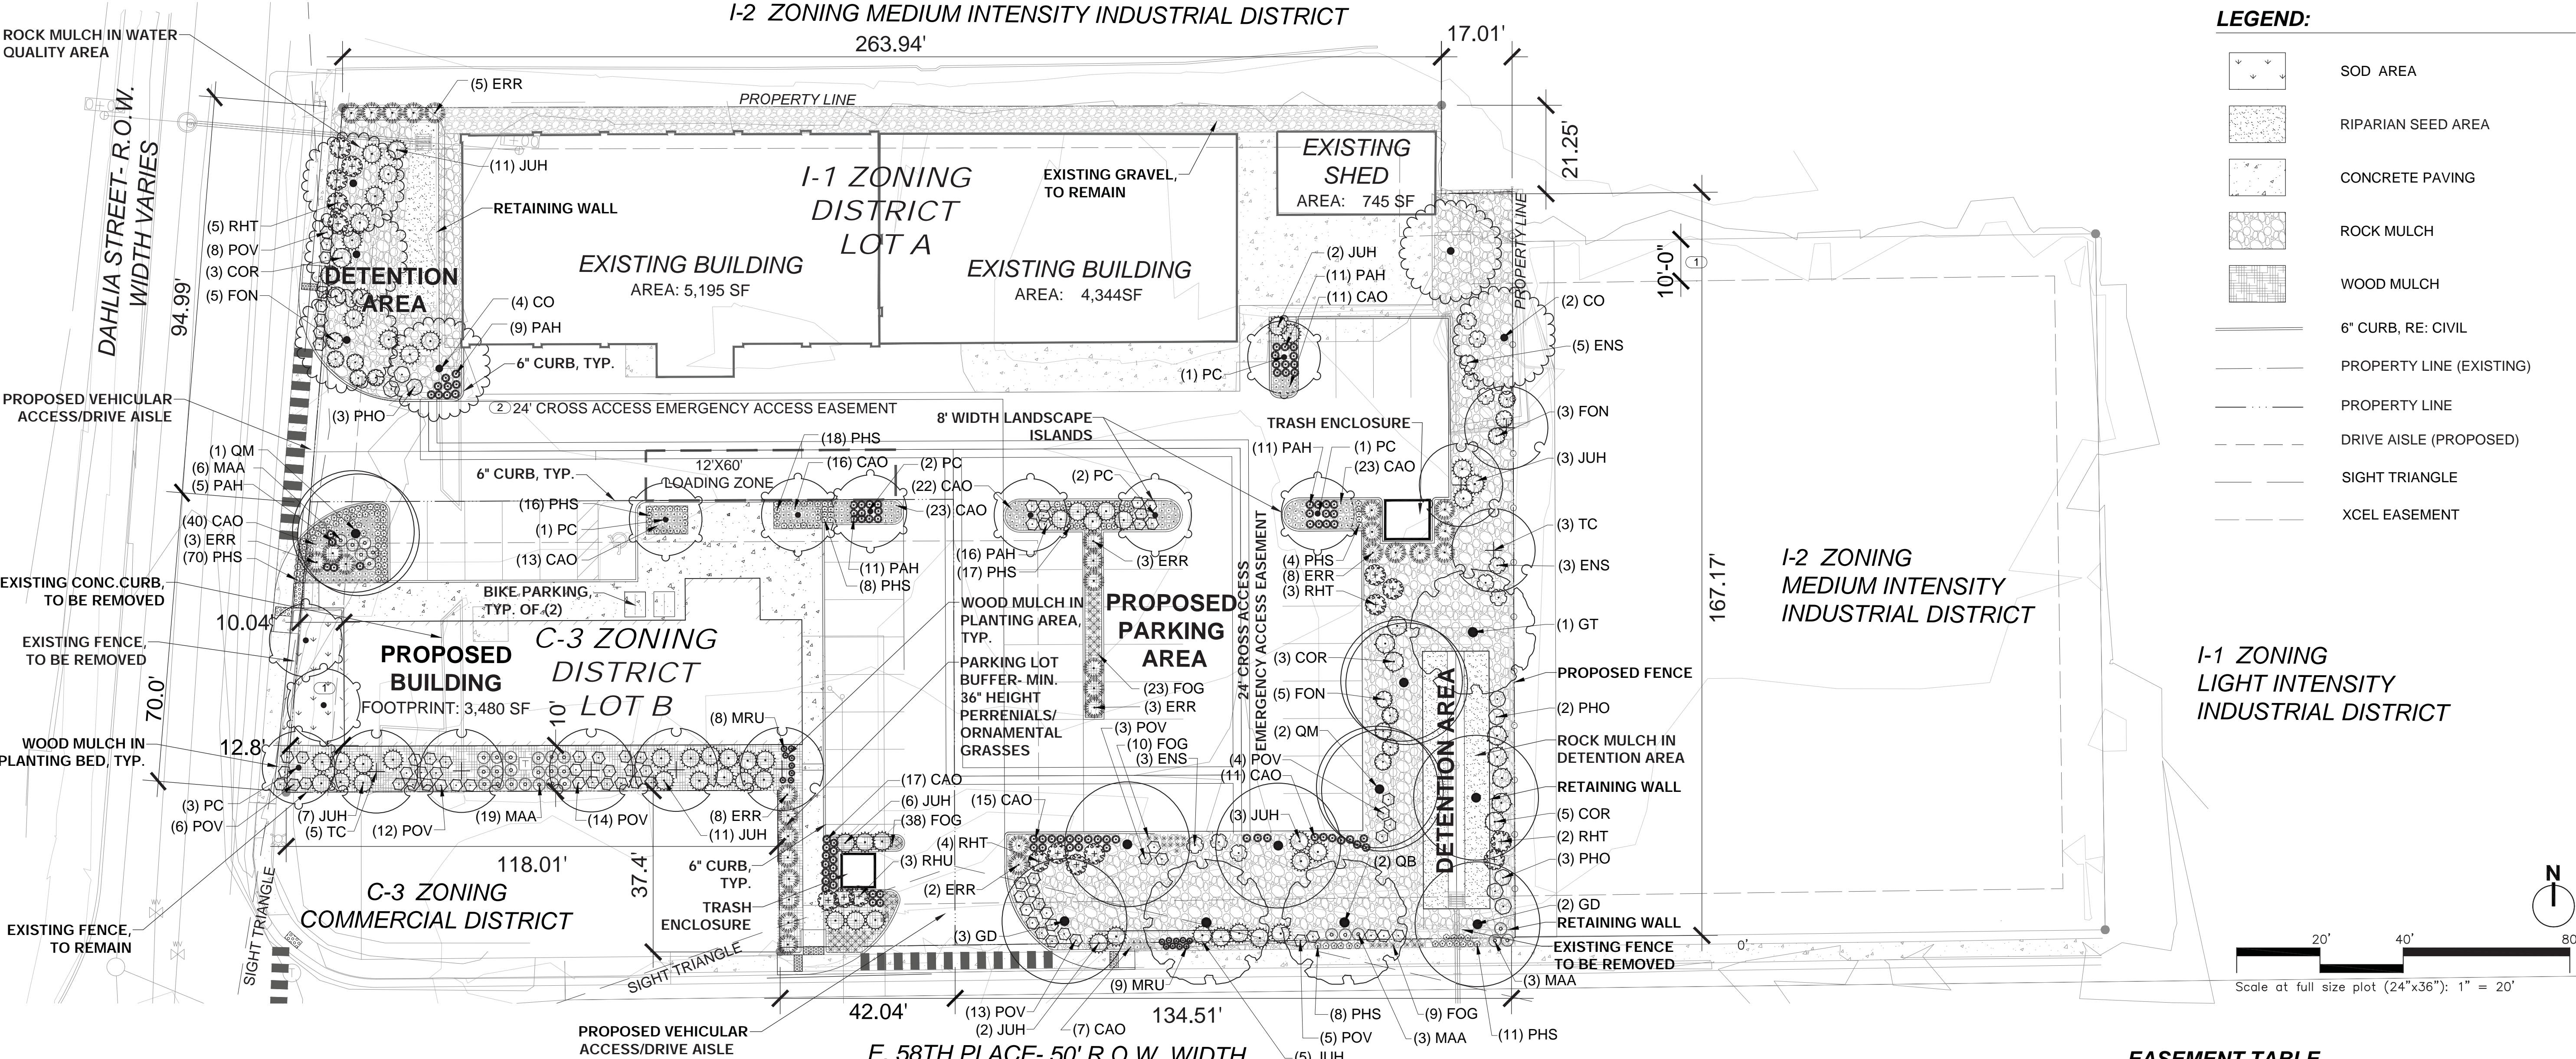 I-2 ZONING MEDIUM INTENSITY INDUSTRIAL DISTRICT
263.94'
17.01'
ROCK MULCH IN WATER
QUALITY AREA
(5) ERR
PROPERTY LINE
DAHLIA STREET- R.O.W.
WIDTH VARIES
94.99'
(11) JUH
RETAINING WALL
I-1 ZONING
DISTRICT
LOT A
EXISTING GRAVEL,
TO REMAIN
EXISTING
SHED
AREA: 745 SF
21.25'
PROPERTY LINE
10'-0"
1
(5) RHT
(8) POV
(3) COR
(5) FON
DETENTION
AREA
(4) CO
(9) PAH
6" CURB, TYP.
EXISTING BUILDING
AREA: 5,195 SF
EXISTING BUILDING
AREA: 4,344SF
(2) JUH
(11) PAH
(11) CAO
(1) PC
(2) CO
(5) ENS
(3) FON
(3) JUH
(3) TC
(3) ENS
(1) GT
PROPOSED VEHICULAR
ACCESS/DRIVE AISLE
(3) PHO
2
24' CROSS ACCESS EMERGENCY ACCESS EASEMENT
8' WIDTH LANDSCAPE
ISLANDS
TRASH ENCLOSURE
(1) QM
(6) MAA
(5) PAH
(40) CAO
(3) ERR
(70) PHS
6" CURB, TYP.
12'X60'
LOADING ZONE
(18) PHS
(16) CAO
(2) PC
(22) CAO
(23) CAO
(2) PC
(11) PAH
(1) PC
(23) CAO
(16) PHS
(1) PC
(13) CAO
(11) PAH
(8) PHS
(16) PAH
(17) PHS
(3) ERR
(4) PHS
(8) ERR
(3) RHT
24' CROSS ACCESS
EMERGENCY ACCESS EASEMENT
EXISTING CONC.CURB,
TO BE REMOVED
10.04'
EXISTING FENCE,
TO BE REMOVED
70.0'
BIKE PARKING,
TYP. OF (2)
C-3 ZONING
DISTRICT
LOT B
PROPOSED
BUILDING
FOOTPRINT: 3,480 SF
1
10'
WOOD MULCH IN
PLANTING AREA,
TYP.
PARKING LOT
BUFFER- MIN.
36" HEIGHT
PERRENIALS/
ORNAMENTAL
GRASSES
PROPOSED
PARKING
AREA
(23) FOG
(3) ERR
(3) POV
(10) FOG
(3) ENS
(3) COR
(5) FON
(2) QM
(4) POV
(11) CAO
DETENTION AREA
167.17'
PROPOSED FENCE
(2) PHO
ROCK MULCH IN
DETENTION AREA
RETAINING WALL
(5) COR
(2) RHT
(3) PHO
(2) GD
RETAINING WALL
EXISTING FENCE
TO BE REMOVED
0'
(3) MAA
I-2 ZONING
MEDIUM INTENSITY
INDUSTRIAL DISTRICT
I-1 ZONING
LIGHT INTENSITY
INDUSTRIAL DISTRICT
12.8'
WOOD MULCH IN
PLANTING BED, TYP.
(3) PC
(6) POV
(7) JUH
(5) TC
(12) POV
(19) MAA
(14) POV
(8) MRU
(8) ERR
(11) JUH
(17) CAO
(6) JUH
(38) FOG
(3) RHU
(15) CAO
(4) RHT
(2) ERR
(3) JUH
(2) QB
118.01'
37.4'
6" CURB,
TYP.
TRASH
ENCLOSURE
C-3 ZONING
COMMERCIAL DISTRICT
SIGHT TRIANGLE
EXISTING FENCE,
TO REMAIN
WV
WV
SIGHT TRIANGLE
(3) GD
(9) MRU
42.04'
134.51'
(13) POV
(2) JUH
(7) CAO
(8) PHS
(5) POV
(9) FOG
(3) MAA
(11) PHS
(5) JUH
PROPOSED VEHICULAR
ACCESS/DRIVE AISLE
E. 58TH PLACE- 50' R.O.W. WIDTH
LEGEND:
SOD AREA
RIPARIAN SEED AREA
CONCRETE PAVING
ROCK MULCH
WOOD MULCH
6" CURB, RE: CIVIL
PROPERTY LINE (EXISTING)
PROPERTY LINE
DRIVE AISLE (PROPOSED)
SIGHT TRIANGLE
XCEL EASEMENT
N
20' 40' 80
Scale at full size plot (24"x36"): 1" = 20'
EASEMENT TABLE